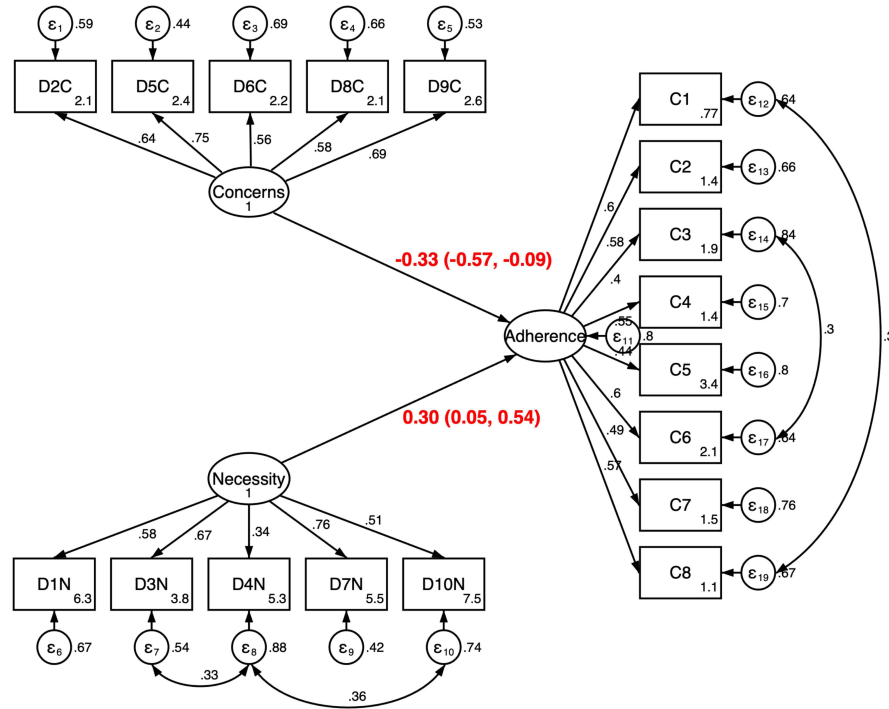 ε1 .59 ε2 .44 ε3 .69 ε4 .66 ε5 .53
D2C 2.1 D5C 2.4 D6C 2.2 D8C 2.1 D9C 2.6
.64 .75 .56 .58 .69
Concerns
1
-0.33 (-0.57, -0.09)
Adherence
ε11 .8
0.30 (0.05, 0.54)
Necessity
1
.58 .67 .34 .76 .51
D1N 6.3 D3N 3.8 D4N 5.3 D7N 5.5 D10N 7.5
ε6 .67 ε7 .54 ε8 .88 ε9 .42 ε10 .74
.33
.36
.6
.58
.4
.55
.44
.6
.49
.57
C1 .77 ε12 .64
C2 1.4 ε13 .66
C3 1.9 ε14 .84
C4 1.4 ε15 .7
C5 3.4 ε16 .8
C6 2.1 ε17 .64
C7 1.5 ε18 .76
C8 1.1 ε19 .67
.3